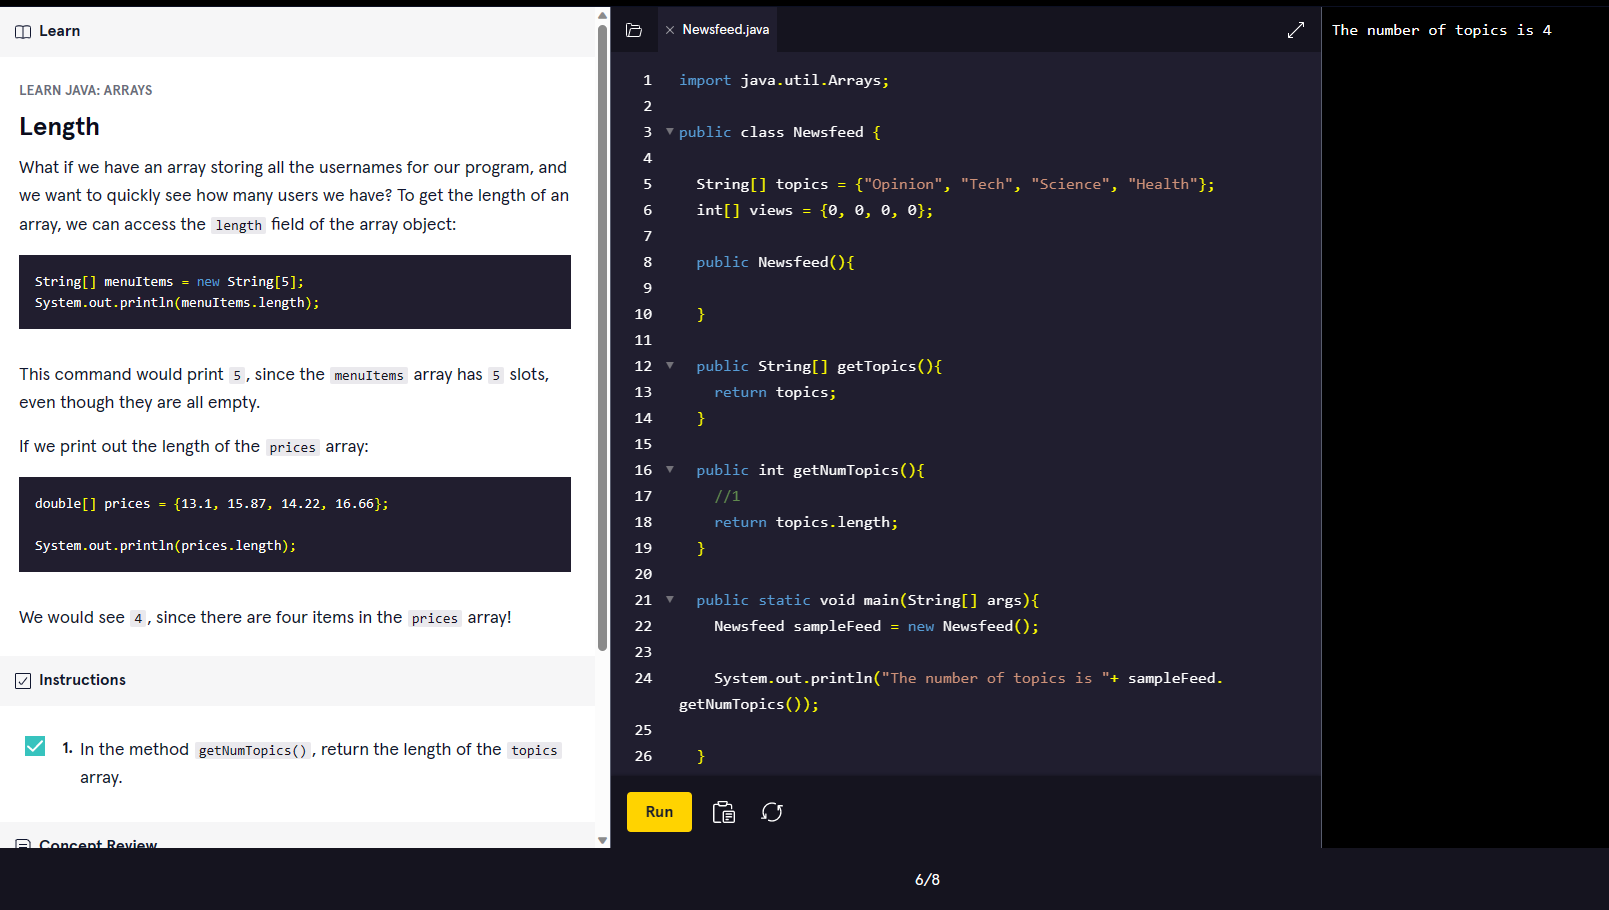 Learn
LEARN JAVA: ARRAYS
Length
What if we have an array storing all the usernames for our program, and
we want to quickly see how many users we have? To get the length of an
array, we can access the length field of the array object:
String[] menuItems = new String[5];
System.out.println(menuItems.length);
This command would print 5, since the menuItems array has 5 slots,
even though they are all empty.
If we print out the length of the prices array:
double[] prices = {13.1, 15.87, 14.22, 16.66};
System.out.println(prices.length);
We would see 4, since there are four items in the prices array!
Instructions
1. In the method getNumTopics(), return the length of the topics
array.
Concept Review
Newsfeed.java
1 import java.util.Arrays;
2
3 public class Newsfeed {
4
5 String[] topics = {"Opinion", "Tech", "Science", "Health"};
6 int[] views = {0, 0, 0, 0};
7
8 public Newsfeed(){
9
10 }
11
12 public String[] getTopics(){
13 return topics;
14 }
15
16 public int getNumTopics(){
17 //1
18 return topics.length;
19 }
20
21 public static void main(String[] args){
22 Newsfeed sampleFeed = new Newsfeed();
23
24 System.out.println("The number of topics is "+ sampleFeed.
getNumTopics());
25
26 }
Run
The number of topics is 4
6/8